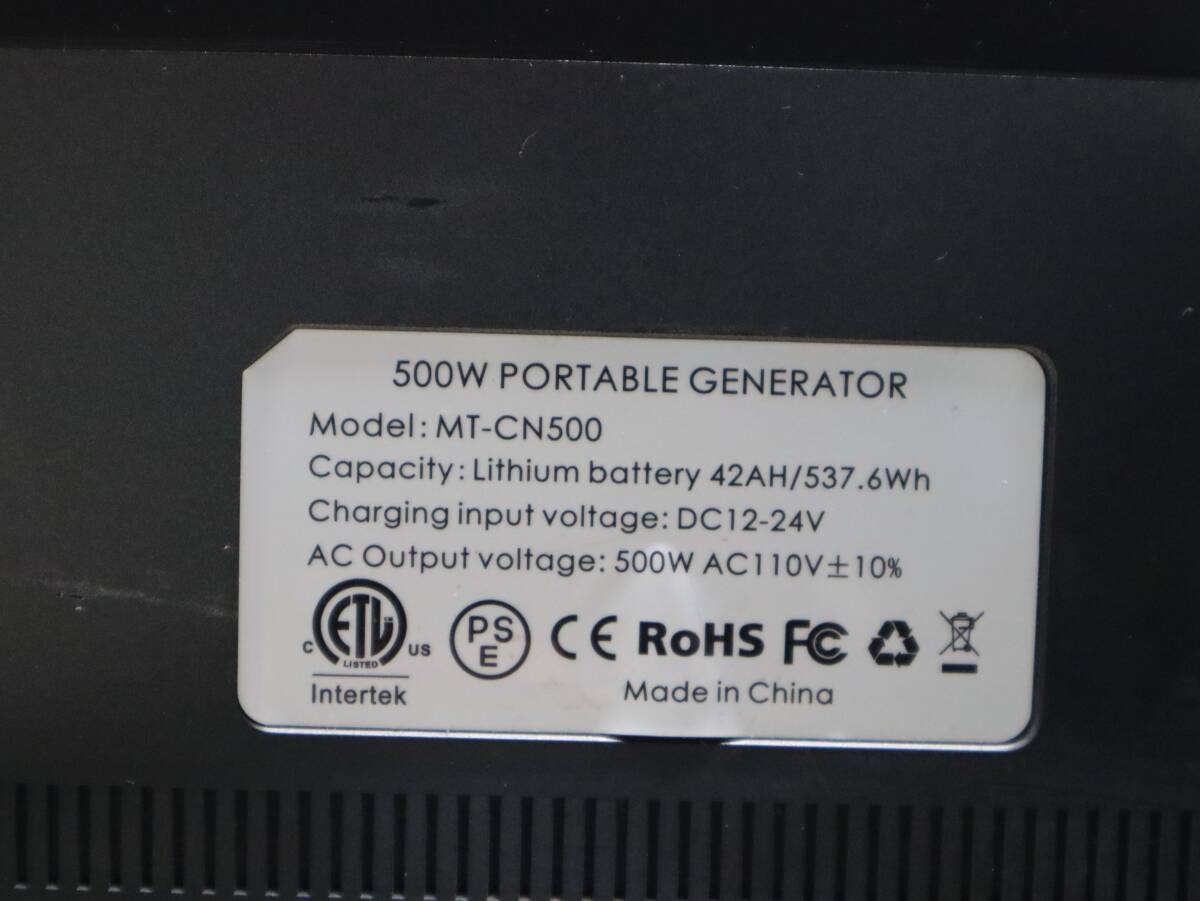 500W PORTABLE GENERATOR
Model: MT-CN500
Capacity: Lithium battery 42AH/537.6Wh
Charging input voltage: DC12-24V
AC Output voltage: 500W AC110V±10%
C ETL US LISTED PSE CE RoHS FC
Intertek Made in China